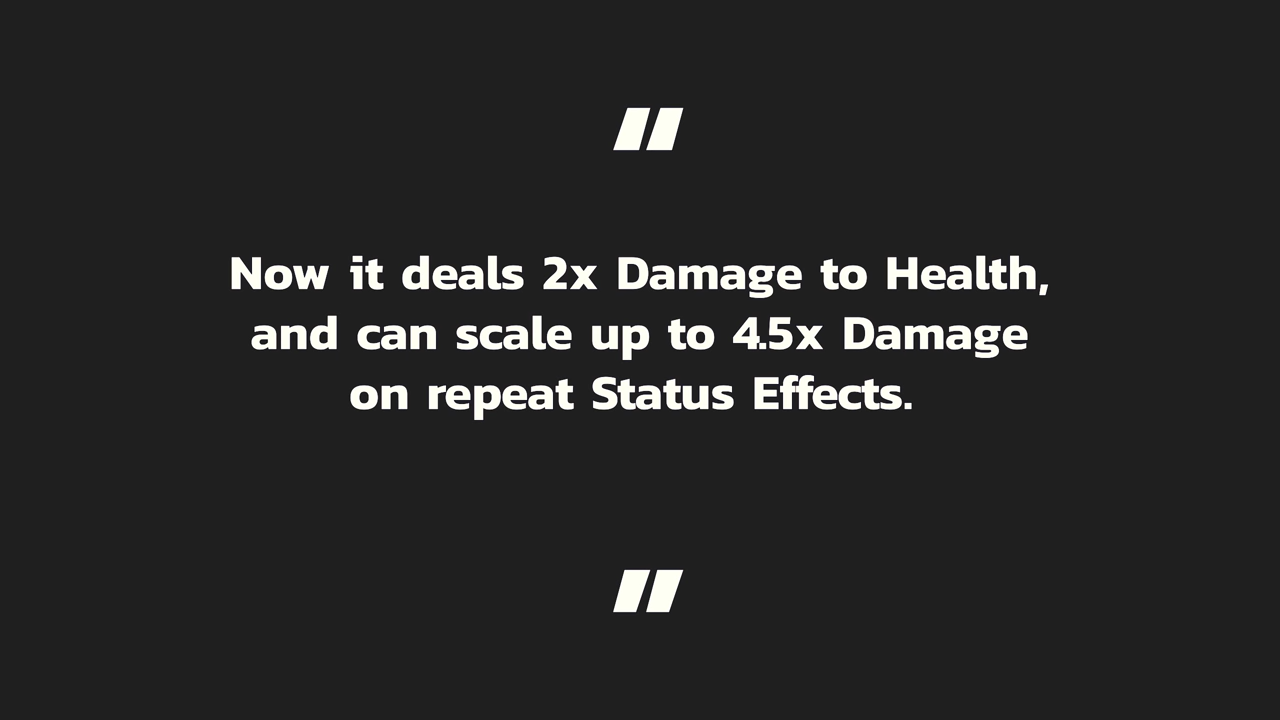 "
Now it deals 2x Damage to Health,
and can scale up to 4.5x Damage
on repeat Status Effects.
"